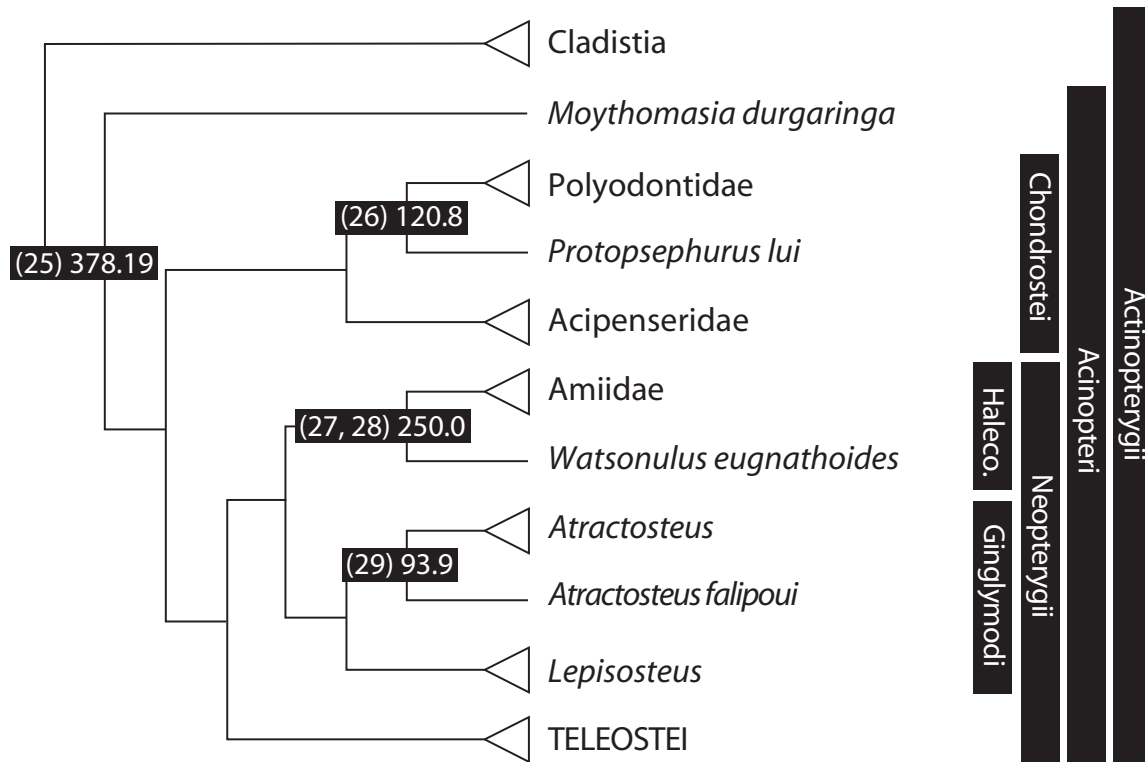 Cladistia
Moythomasia durgaringa
Polyodontidae
(26) 120.8
Protopsephurus lui
(25) 378.19
Acipenseridae
Amiidae
(27, 28) 250.0
Watsonulus eugnathoides
Atractosteus
(29) 93.9
Atractosteus falipoui
Lepisosteus
TELEOSTEI
Haleco.
Ginglymodi
Chondrostei
Neopterygii
Acinopteri
Actinopterygii